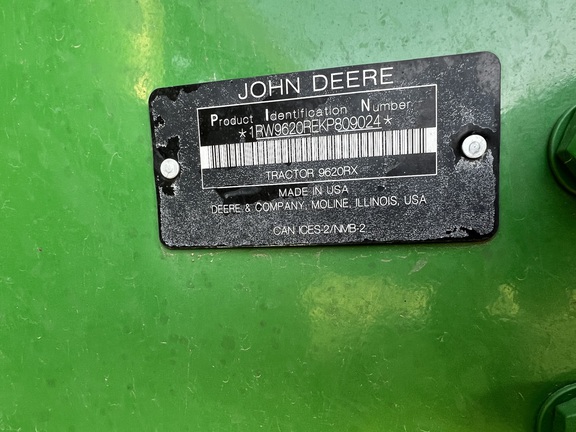 JOHN DEERE
Product Identification Number
*1RW9620REKP809024*
TRACTOR 9620RX
MADE IN USA
DEERE & COMPANY, MOLINE, ILLINOIS, USA
CAN ICES-2/NMB-2